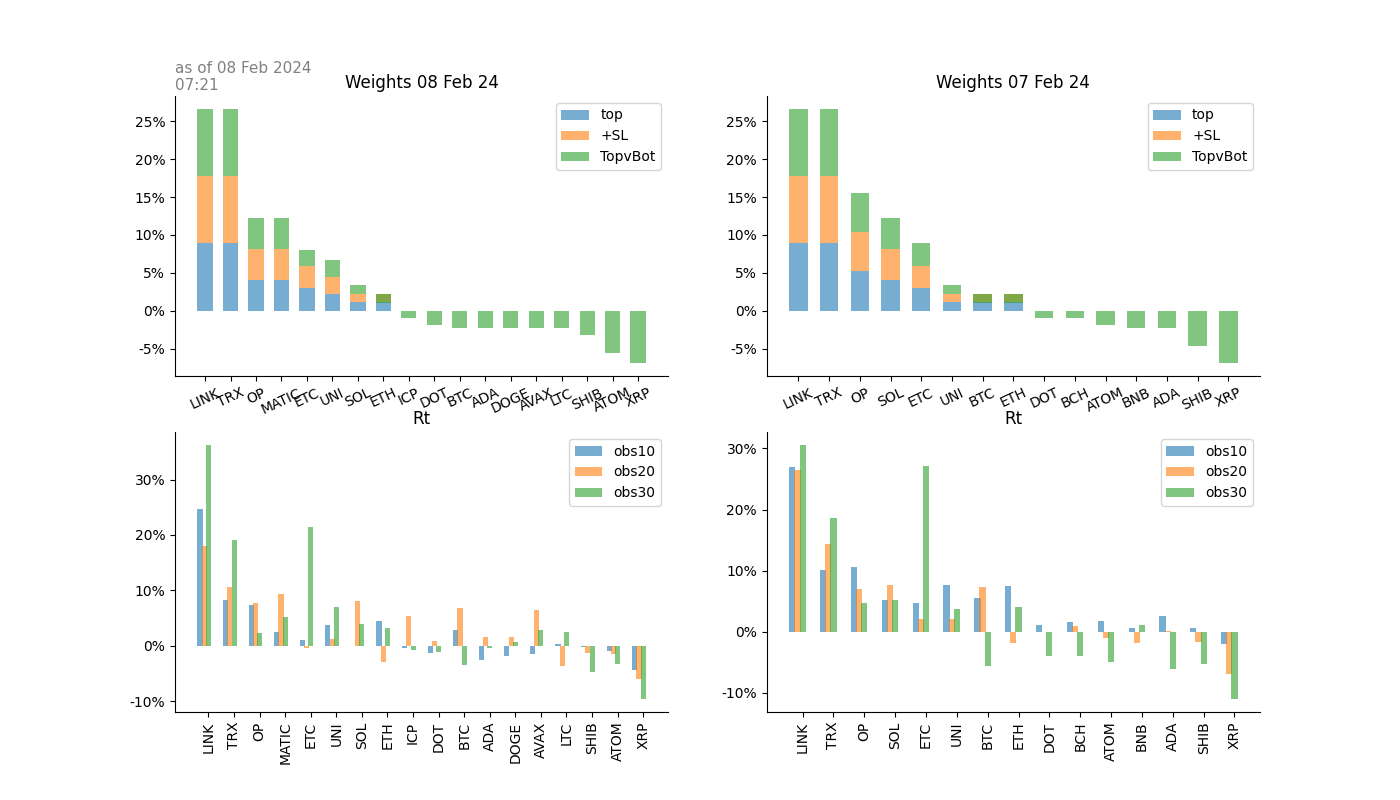 as of 08 Feb 2024
07:21
Weights 08 Feb 24
25%
20%
15%
10%
5%
0%
-5%
top
+SL
TopvBot
LINK TRX OP MATIC ETC UNI SOL ETH ICP DOT BTC ADA DOGE AVAX LTC SHIB ATOM XRP
Weights 07 Feb 24
25%
20%
15%
10%
5%
0%
-5%
top
+SL
TopvBot
LINK TRX OP SOL ETC UNI BTC ETH DOT BCH ATOM BNB ADA SHIB XRP
Rt
30%
20%
10%
0%
-10%
obs10
obs20
obs30
LINK TRX OP MATIC ETC UNI SOL ETH ICP DOT BTC ADA DOGE AVAX LTC SHIB ATOM XRP
Rt
30%
20%
10%
0%
-10%
obs10
obs20
obs30
LINK TRX OP SOL ETC UNI BTC ETH DOT BCH ATOM BNB ADA SHIB XRP